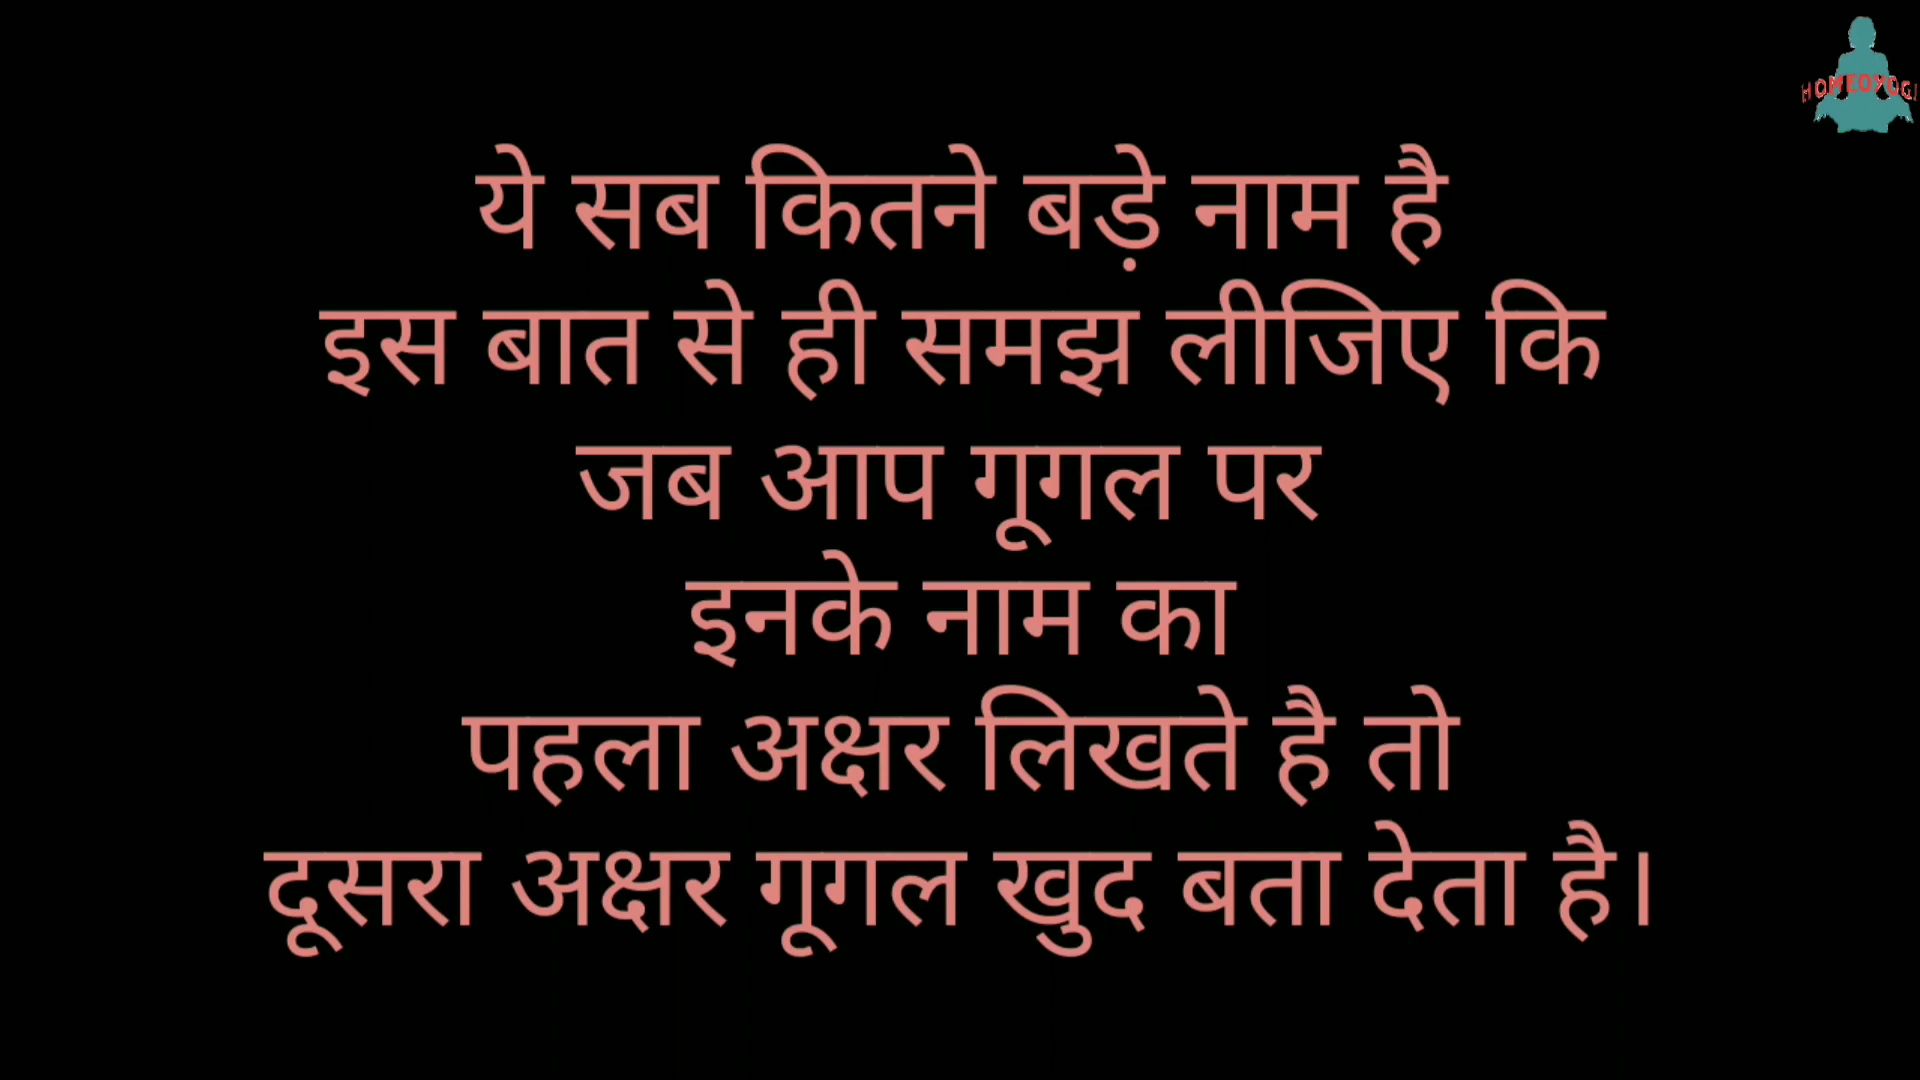 HOMEOYOGI
ये सब कितने बड़े नाम है
इस बात से ही समझ लीजिए कि
जब आप गूगल पर
इनके नाम का
पहला अक्षर लिखते है तो
दूसरा अक्षर गूगल खुद बता देता है।